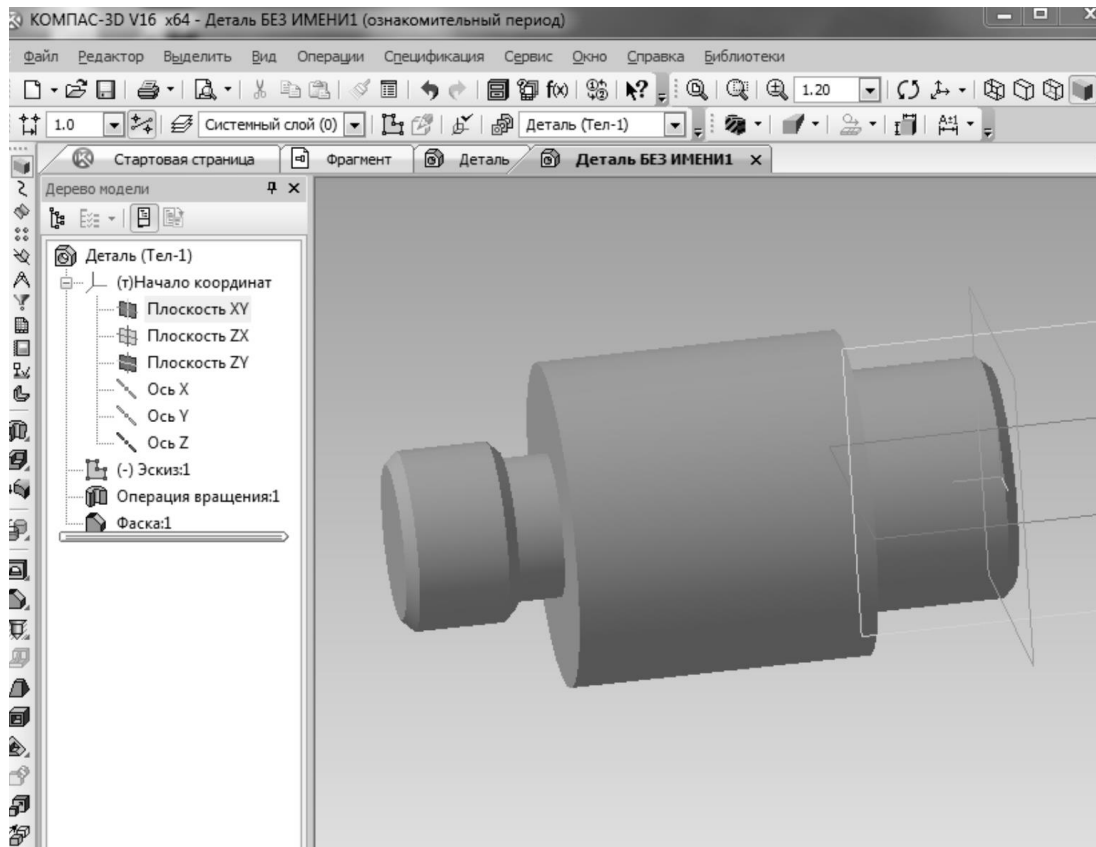 КОМПАС-3D V16 x64 - Деталь БЕЗ ИМЕНИ1 (ознакомительный период)
Файл Редактор Выделить Вид Операции Спецификация Сервис Окно Справка Библиотеки
f(x) 1.20
1.0 Системный слой (0) Деталь (Тел-1)
Стартовая страница Фрагмент Деталь Деталь БЕЗ ИМЕНИ1
Дерево модели
Деталь (Тел-1)
(т)Начало координат
Плоскость XY
Плоскость ZX
Плоскость ZY
Ось X
Ось Y
Ось Z
(-) Эскиз:1
Операция вращения:1
Фаска:1